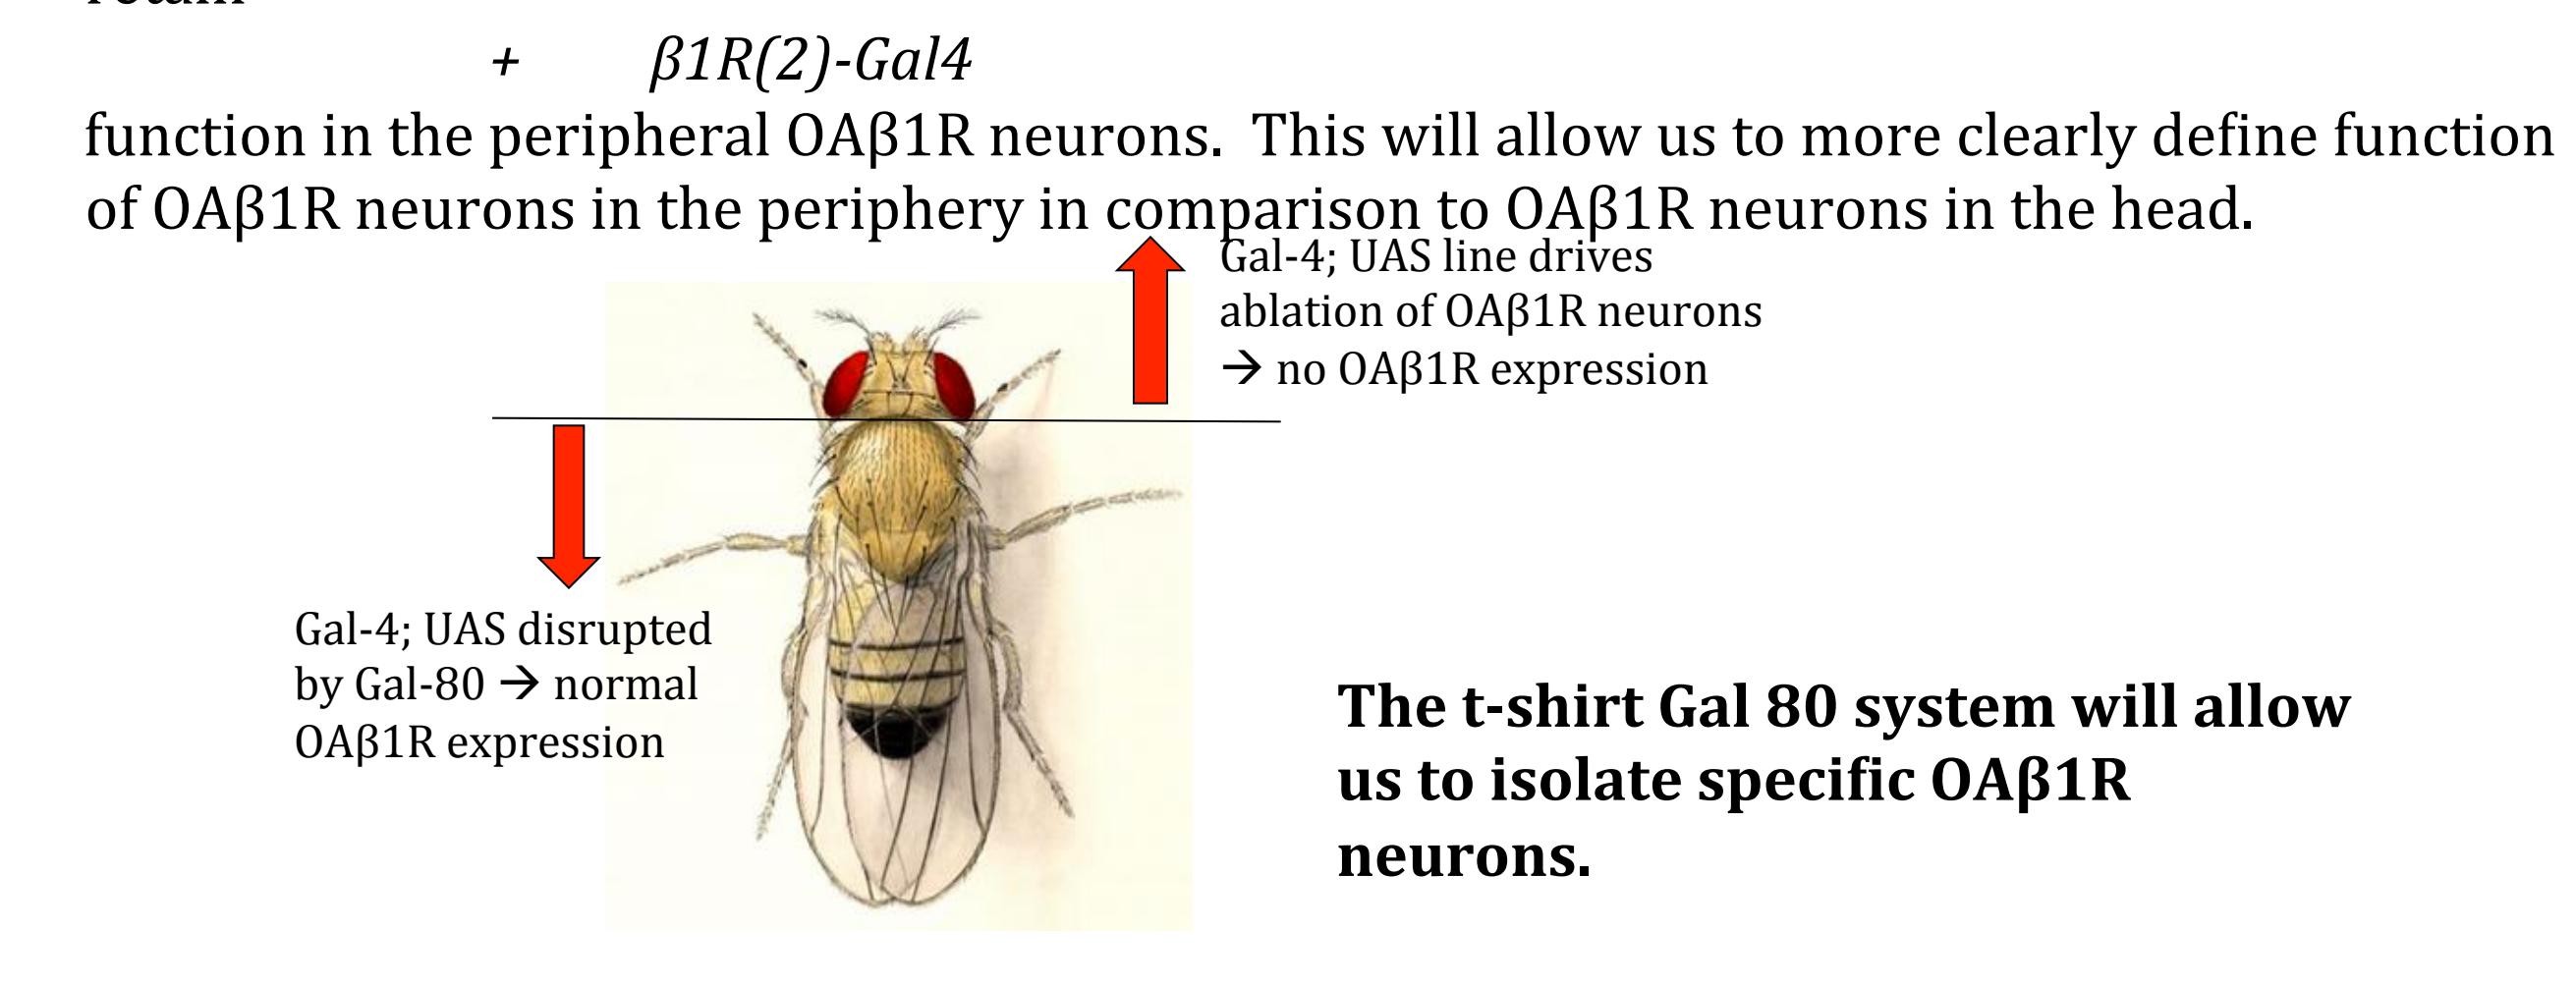 + β1R(2)-Gal4
function in the peripheral OAβ1R neurons.  This will allow us to more clearly define function
of OAβ1R neurons in the periphery in comparison to OAβ1R neurons in the head.
Gal-4; UAS line drives
ablation of OAβ1R neurons
→ no OAβ1R expression
Gal-4; UAS disrupted
by Gal-80 → normal
OAβ1R expression
The t-shirt Gal 80 system will allow
us to isolate specific OAβ1R
neurons.